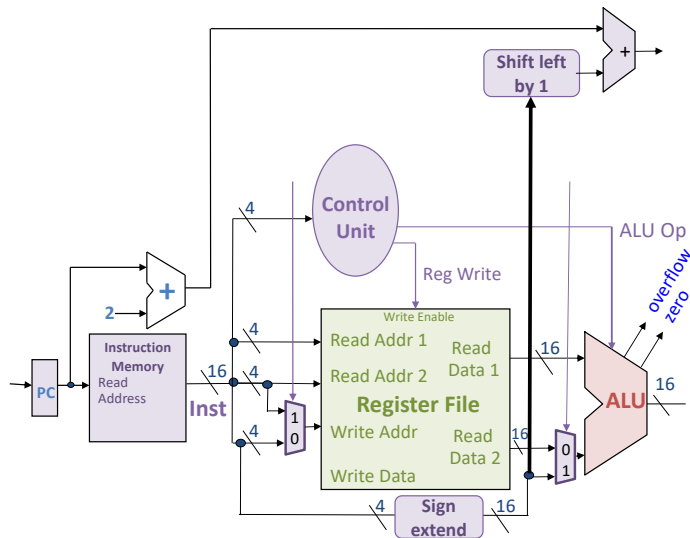 +
Shift left
by 1
Control
Unit
4
ALU Op
Reg Write
overflow
zero
+
2
Write Enable
Instruction
Memory
Read
Address
PC
16
Inst
4
Read Addr 1
Read
Data 1
16
4
Read Addr 2
Register File
ALU
16
1
0
4
Write Addr
Read
Data 2
16
0
1
Write Data
4
Sign
extend
16